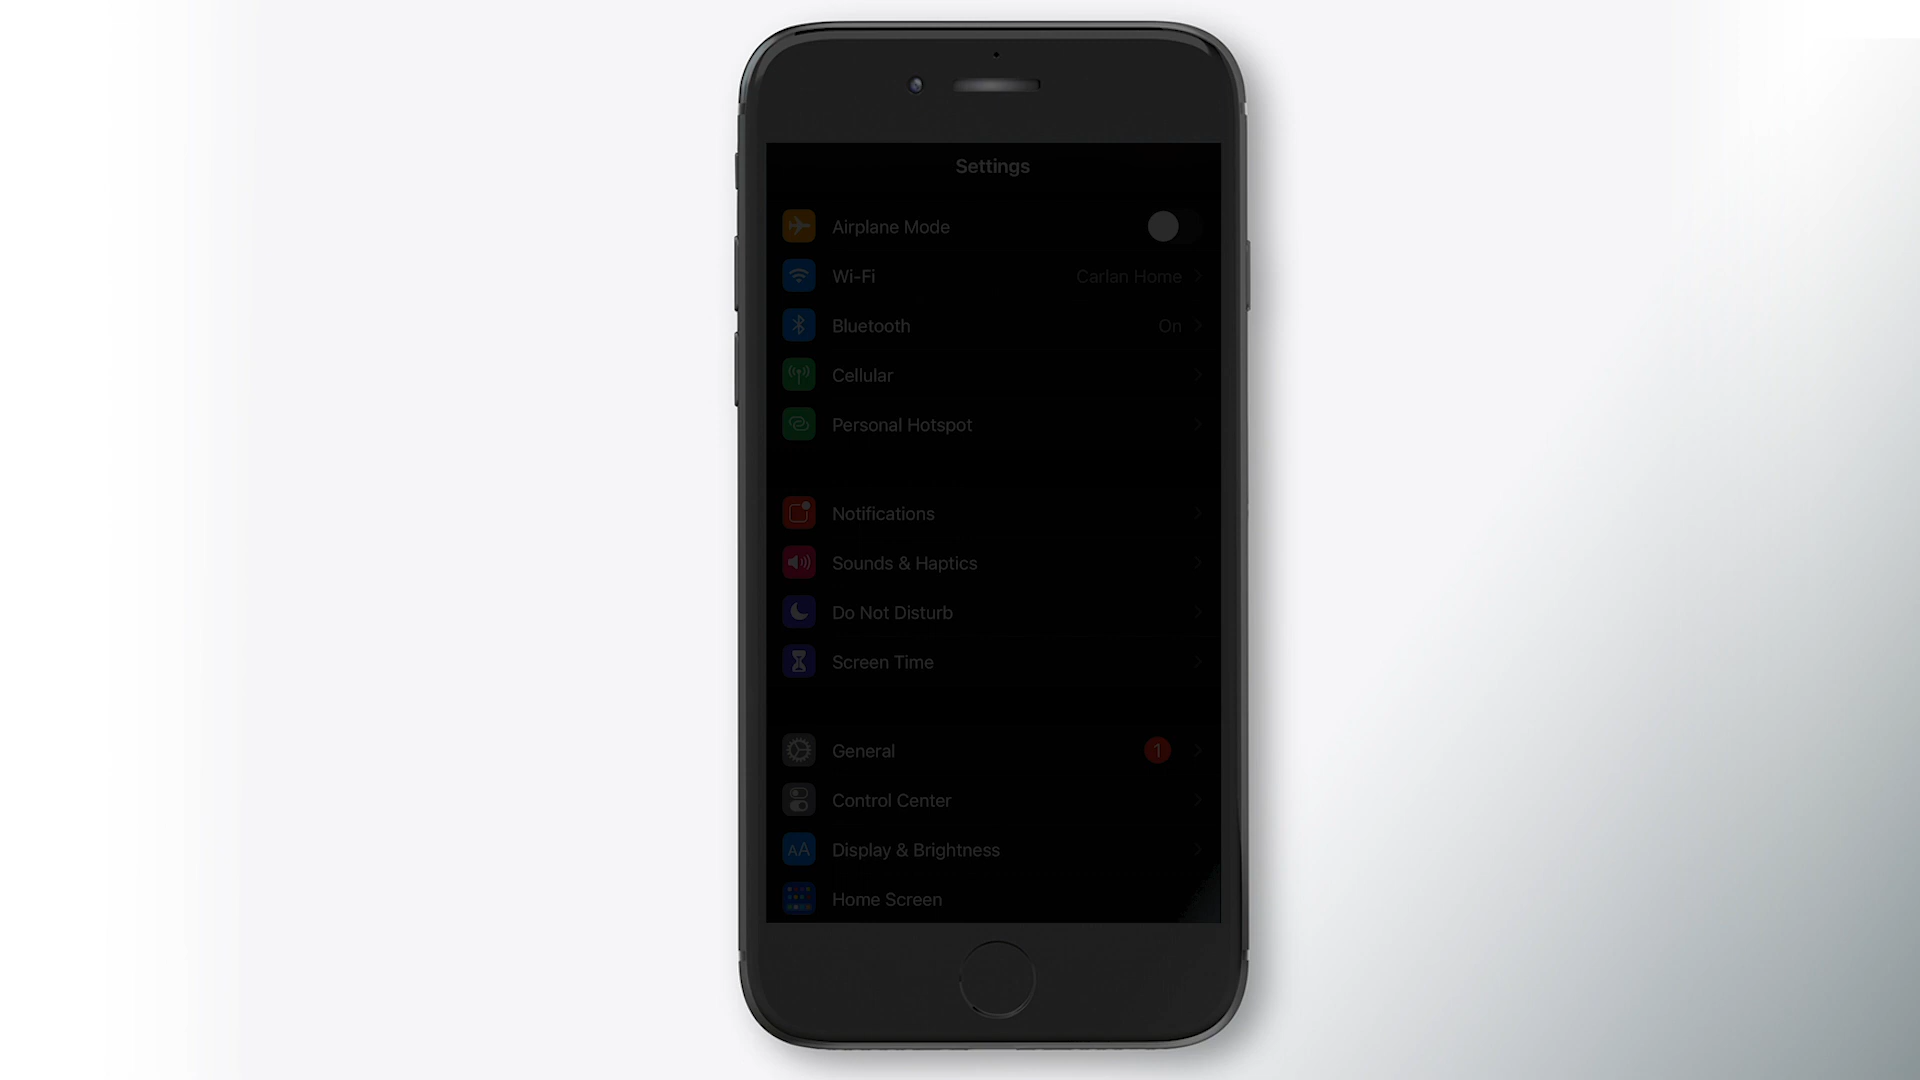 Settings
Airplane Mode
Wi-Fi Carlan Home
Bluetooth On
Cellular
Personal Hotspot
Notifications
Sounds & Haptics
Do Not Disturb
Screen Time
General 1
Control Center
AA Display & Brightness
Home Screen